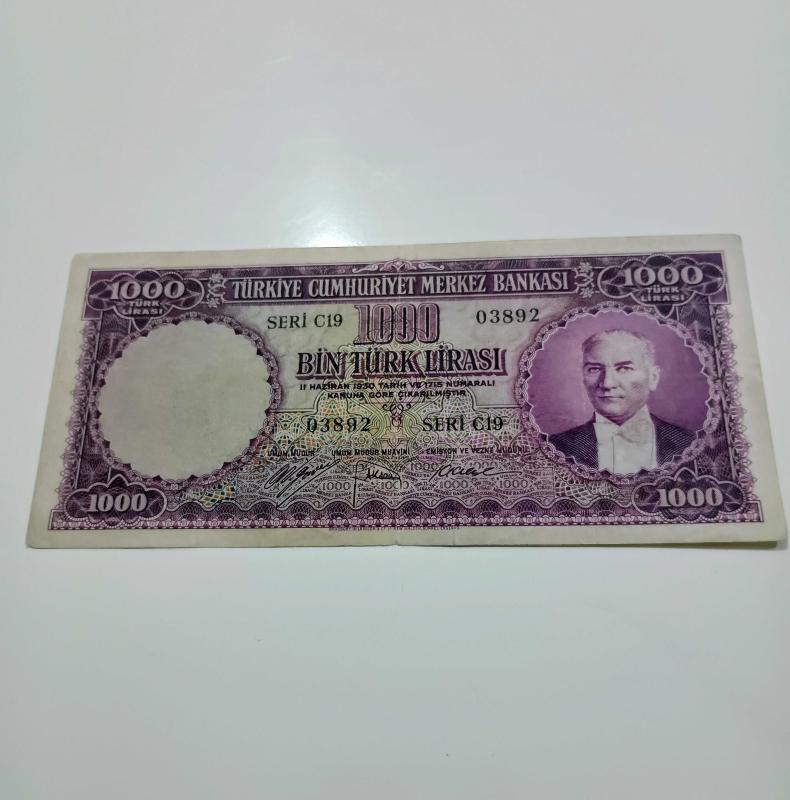 1000 TÜRKİYE CUMHURİYET MERKEZ BANKASI 1000
TÜRK LİRASI TÜRK LİRASI
SERİ C19 1000 03892
BİN TÜRK LİRASI
11 HAZİRAN 1930 TARİH VE 1715 NUMARALI
KANUNA GÖRE ÇIKARILMIŞTIR
03892 SERİ C19
UMUM MÜDÜR UMUM MÜDÜR MUAVİNİ EMİSYON VE VEZNE MÜDÜRÜ
1000 1000